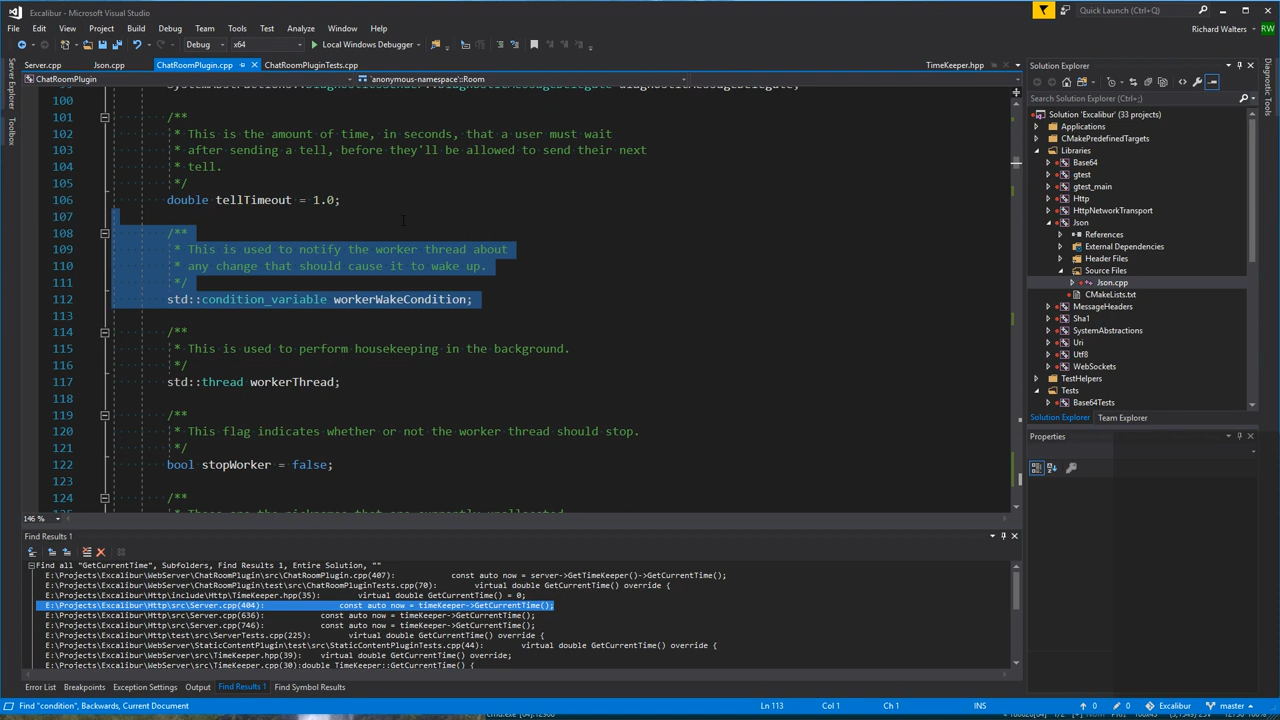 Excalibur - Microsoft Visual Studio
Quick Launch (Ctrl+Q)
File Edit View Project Build Debug Team Tools Test Analyze Window Help
Richard Walters RW
Debug x64 Local Windows Debugger
Server.cpp Json.cpp ChatRoomPlugin.cpp ChatRoomPluginTests.cpp TimeKeeper.hpp
ChatRoomPlugin `anonymous-namespace'::Room
Server Explorer
Toolbox
100
101 /**
102 * This is the amount of time, in seconds, that a user must wait
103 * after sending a tell, before they'll be allowed to send their next
104 * tell.
105 */
106 double tellTimeout = 1.0;
107
108 /**
109 * This is used to notify the worker thread about
110 * any change that should cause it to wake up.
111 */
112 std::condition_variable workerWakeCondition;
113
114 /**
115 * This is used to perform housekeeping in the background.
116 */
117 std::thread workerThread;
118
119 /**
120 * This flag indicates whether or not the worker thread should stop.
121 */
122 bool stopWorker = false;
123
124 /**
146 %
Solution Explorer
Search Solution Explorer (Ctrl+;)
Solution 'Excalibur' (33 projects)
Applications
CMakePredefinedTargets
Libraries
Base64
gtest
gtest_main
Http
HttpNetworkTransport
Json
References
External Dependencies
Header Files
Source Files
Json.cpp
CMakeLists.txt
MessageHeaders
Sha1
SystemAbstractions
Uri
Utf8
WebSockets
TestHelpers
Tests
Base64Tests
Solution Explorer Team Explorer
Properties
Diagnostic Tools
Find Results 1
Find all "GetCurrentTime", Subfolders, Find Results 1, Entire Solution, ""
E:\Projects\Excalibur\WebServer\ChatRoomPlugin\src\ChatRoomPlugin.cpp(407): const auto now = server->GetTimeKeeper()->GetCurrentTime();
E:\Projects\Excalibur\WebServer\ChatRoomPlugin\test\src\ChatRoomPluginTests.cpp(70): virtual double GetCurrentTime() override {
E:\Projects\Excalibur\Http\include\Http\TimeKeeper.hpp(35): virtual double GetCurrentTime() = 0;
E:\Projects\Excalibur\Http\src\Server.cpp(404): const auto now = timeKeeper->GetCurrentTime();
E:\Projects\Excalibur\Http\src\Server.cpp(636): const auto now = timeKeeper->GetCurrentTime();
E:\Projects\Excalibur\Http\src\Server.cpp(746): const auto now = timeKeeper->GetCurrentTime();
E:\Projects\Excalibur\Http\test\src\ServerTests.cpp(225): virtual double GetCurrentTime() override {
E:\Projects\Excalibur\WebServer\StaticContentPlugin\test\src\StaticContentPluginTests.cpp(44): virtual double GetCurrentTime() override {
E:\Projects\Excalibur\WebServer\src\TimeKeeper.hpp(39): virtual double GetCurrentTime() override;
E:\Projects\Excalibur\WebServer\src\TimeKeeper.cpp(30):double TimeKeeper::GetCurrentTime() {
Error List Breakpoints Exception Settings Output Find Results 1 Find Symbol Results
Find "condition", Backwards, Current Document Ln 113 Col 1 Ch 1 INS 0 0 Excalibur master